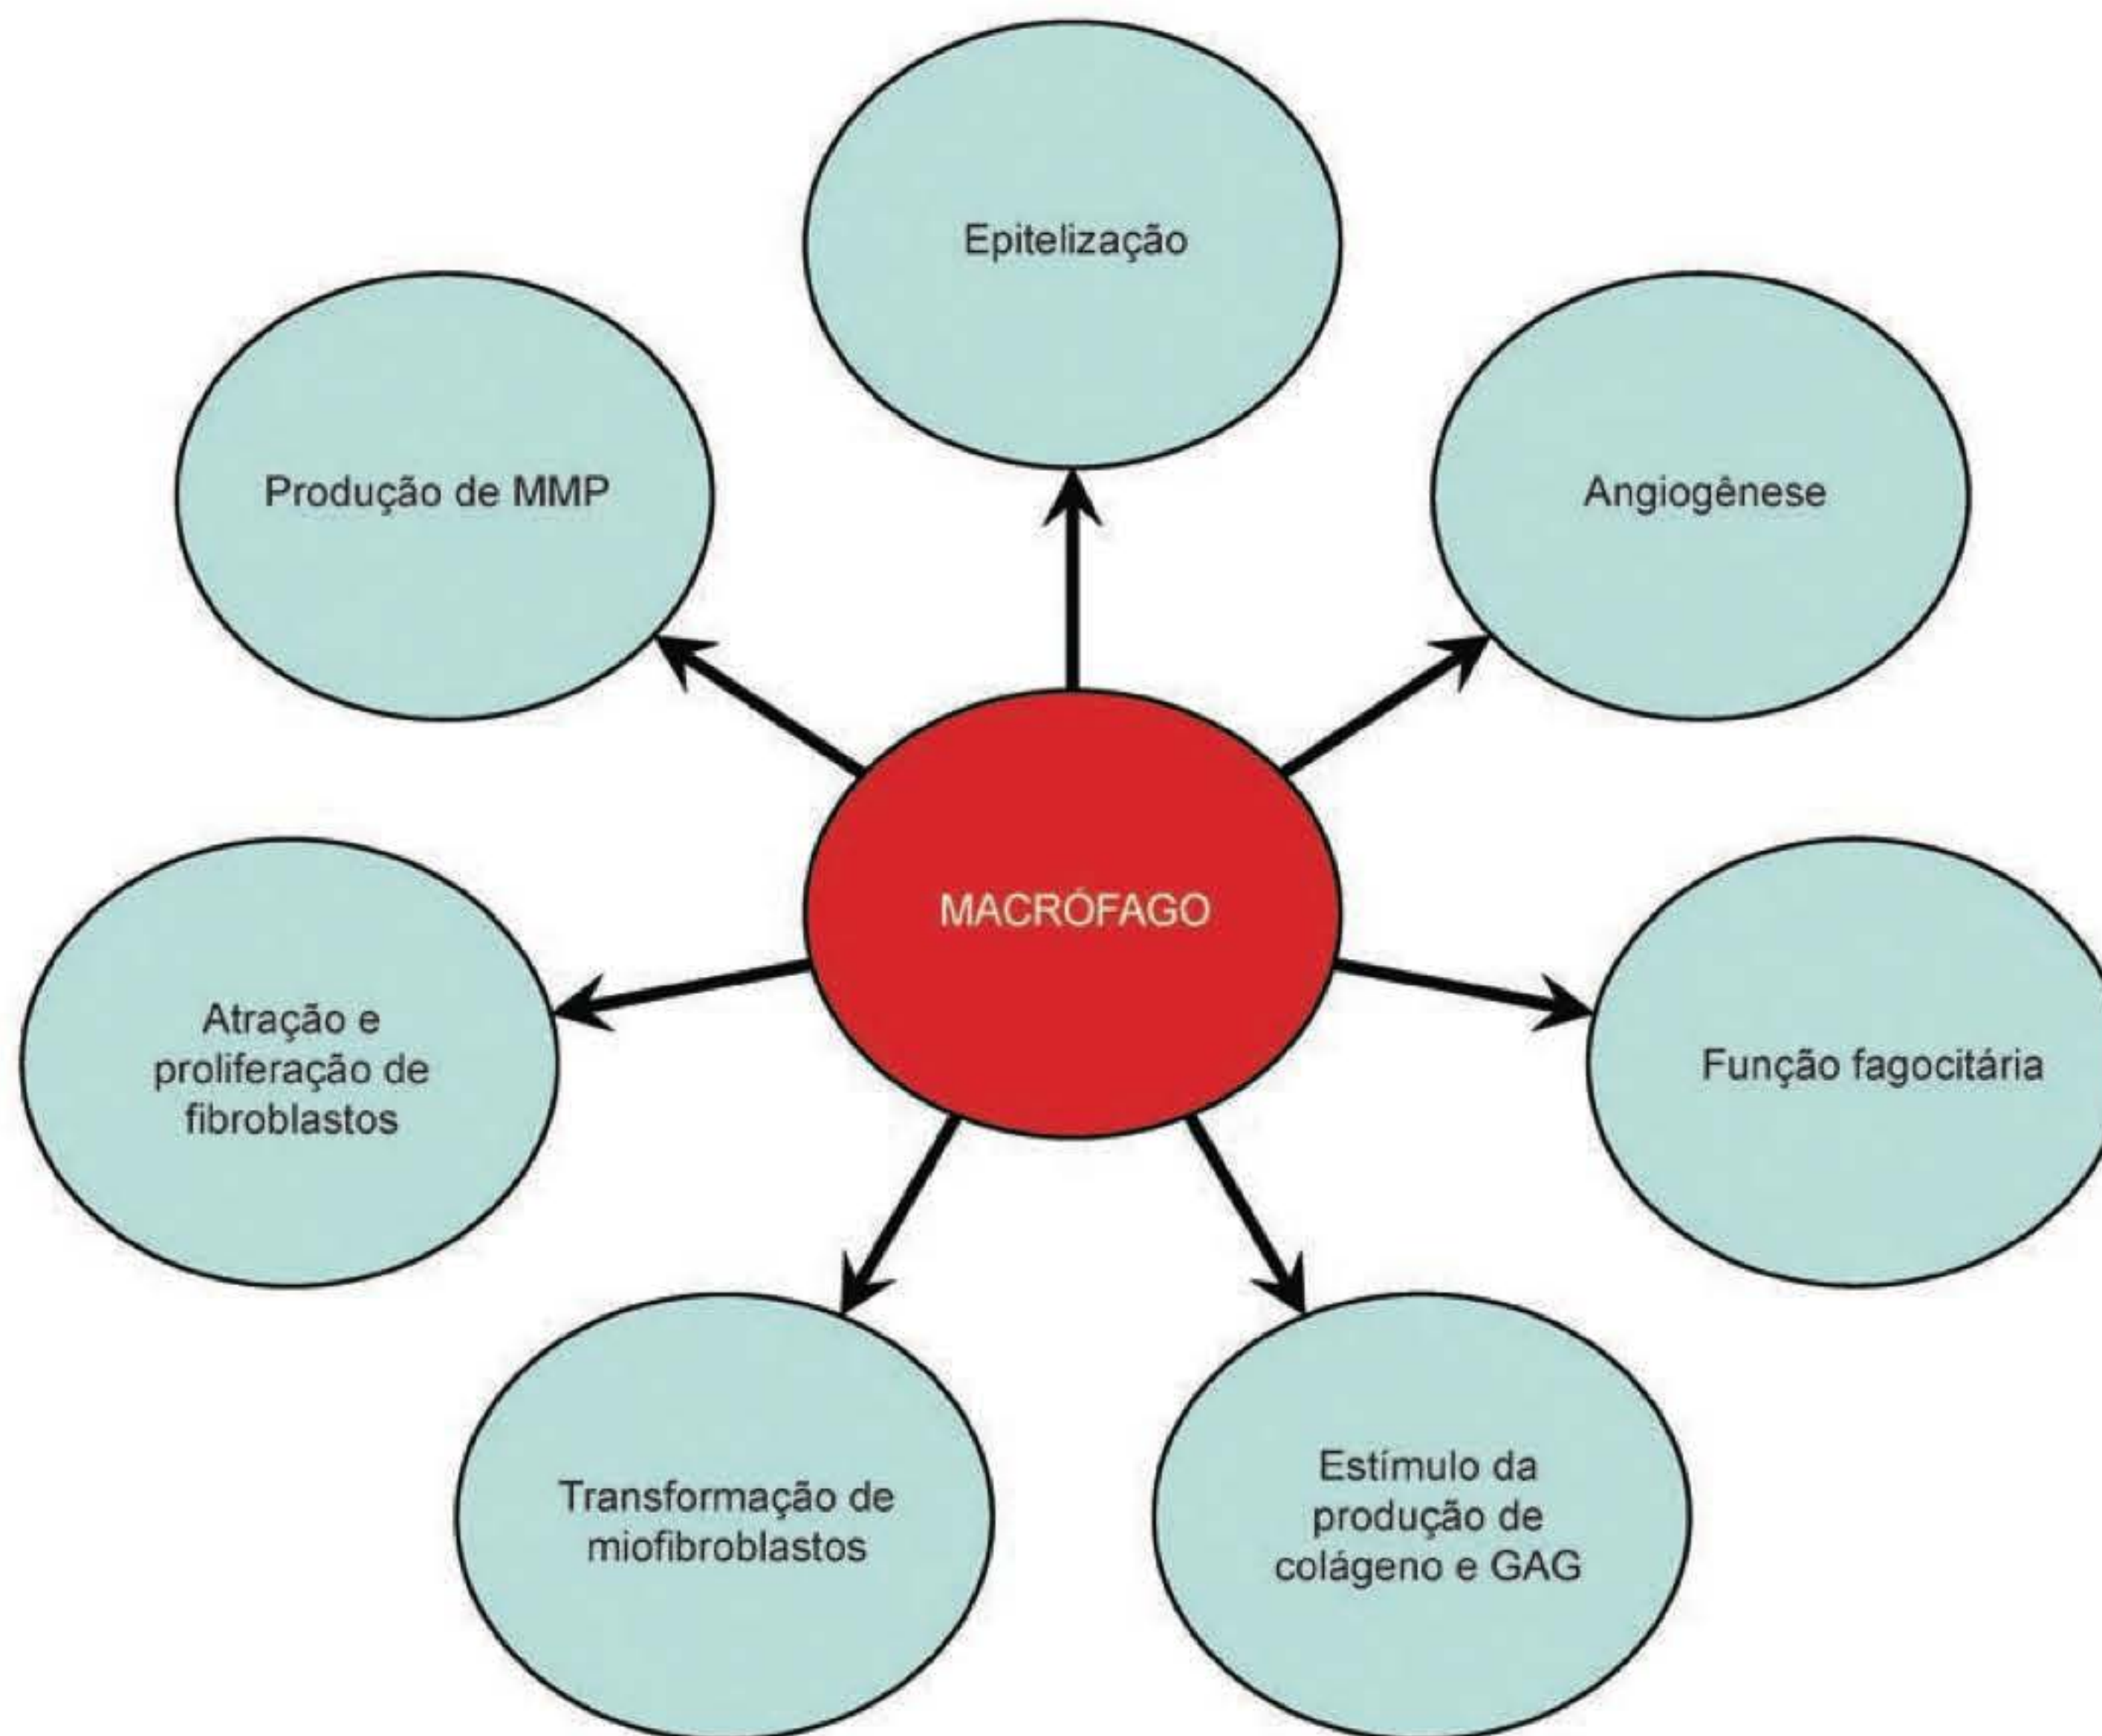 Epitelização
Produção de MMP
Angiogênese
MACRÓFAGO
Atração e
proliferação de
fibroblastos
Função fagocitária
Transformação de
miofibroblastos
Estímulo da
produção de
colágeno e GAG